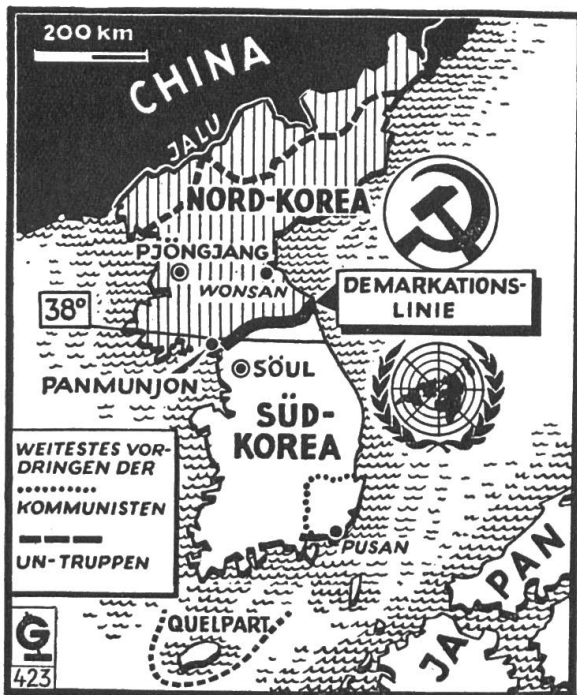 200 km
CHINA
JALU
NORD-KOREA
PJÖNGJANG
WONSAN
DEMARKATIONS-
LINIE
38°
PANMUNJON
SÖUL
SÜD-
KOREA
WEITESTES VOR-
DRINGEN DER
KOMMUNISTEN
UN-TRUPPEN
PUSAN
JAPAN
QUELPART
G
423